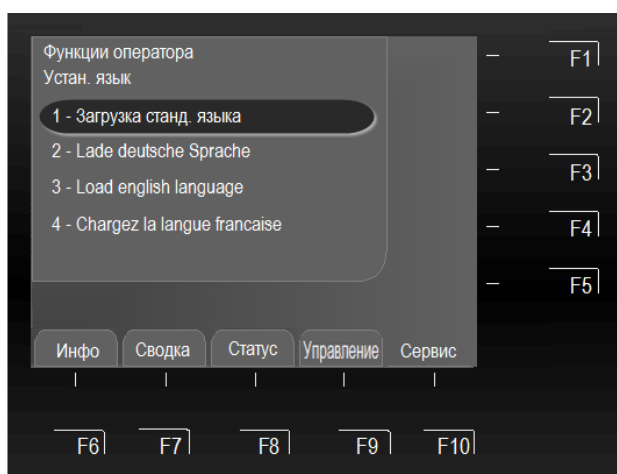 Функции оператора
Устан. язык
1 - Загрузка станд. языка
2 - Lade deutsche Sprache
3 - Load english language
4 - Chargez la langue francaise
Инфо Сводка Статус Управление Сервис
F1
F2
F3
F4
F5
F6 F7 F8 F9 F10